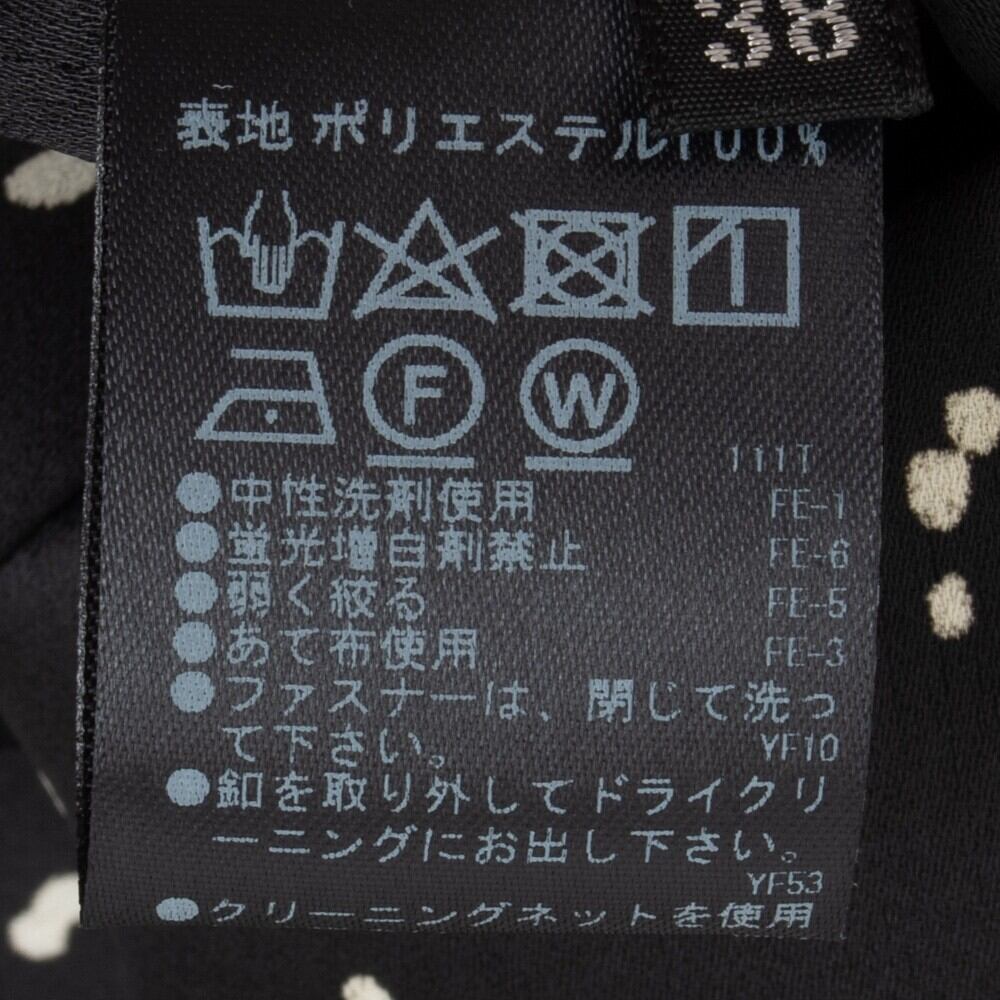 38
表地 ポリエステル100%
F W
111T
●中性洗剤使用 FE-1
●蛍光増白剤禁止 FE-6
●弱く絞る FE-5
●あて布使用 FE-3
●ファスナーは、閉じて洗っ
て下さい。 YF10
●釦を取り外してドライクリ
ーニングにお出し下さい。
YF53
●クリーニングネットを使用